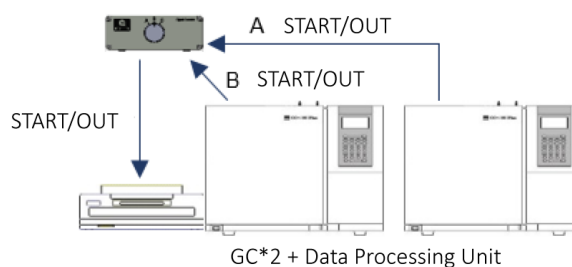 A START/OUT
B START/OUT
START/OUT
GC*2 + Data Processing Unit